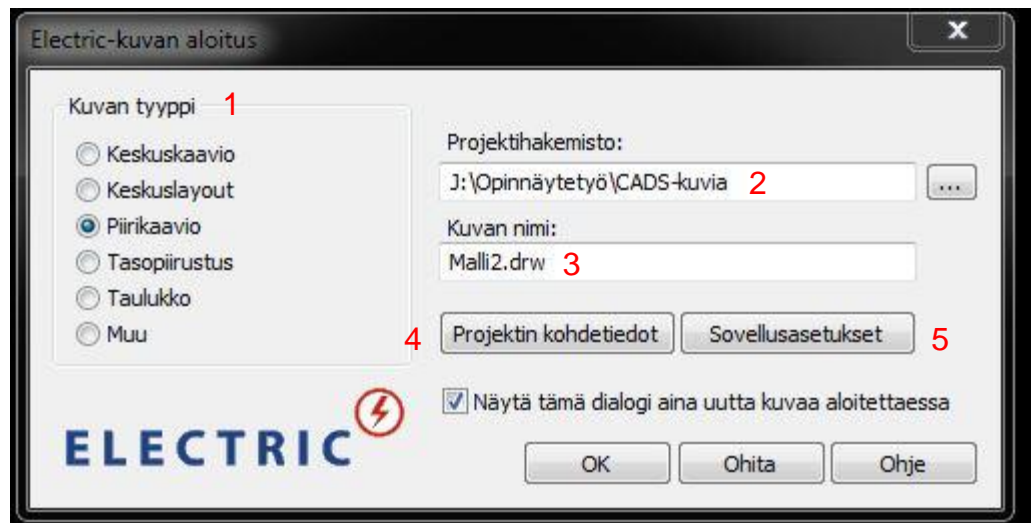 Electric-kuvan aloitus
x
Kuvan tyyppi 1
Keskuskaavio
Keskuslayout
Piirikaavio
Tasopiirustus
Taulukko
Muu
Projektihakemisto:
J:\Opinnäytetyö\CADS-kuvia 2
...
Kuvan nimi:
Malli2.drw 3
4 Projektin kohdetiedot Sovellusasetukset 5
Näytä tämä dialogi aina uutta kuvaa aloitettaessa
ELECTRIC
OK Ohita Ohje